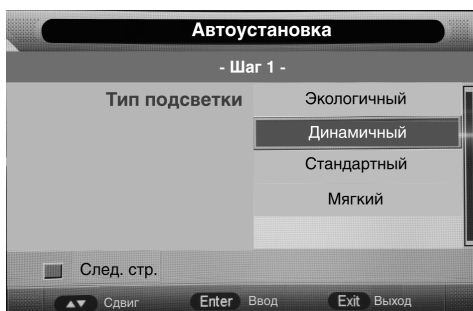 Автоустановка
- Шаг 1 -
Тип подсветки
Экологичный
Динамичный
Стандартный
Мягкий
След. стр.
▲▼ Сдвиг Enter Ввод Exit Выход